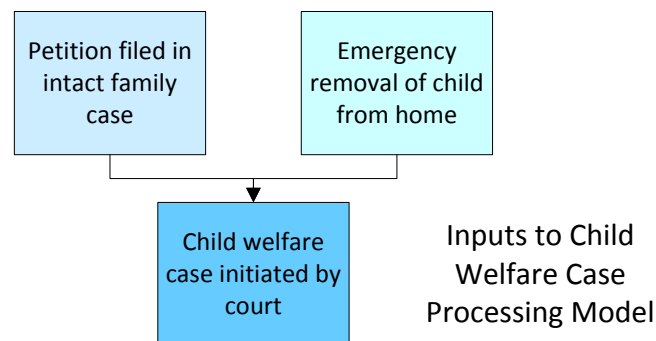 Petition filed in
intact family
case
Emergency
removal of child
from home
Child welfare
case initiated by
court
Inputs to Child
Welfare Case
Processing Model